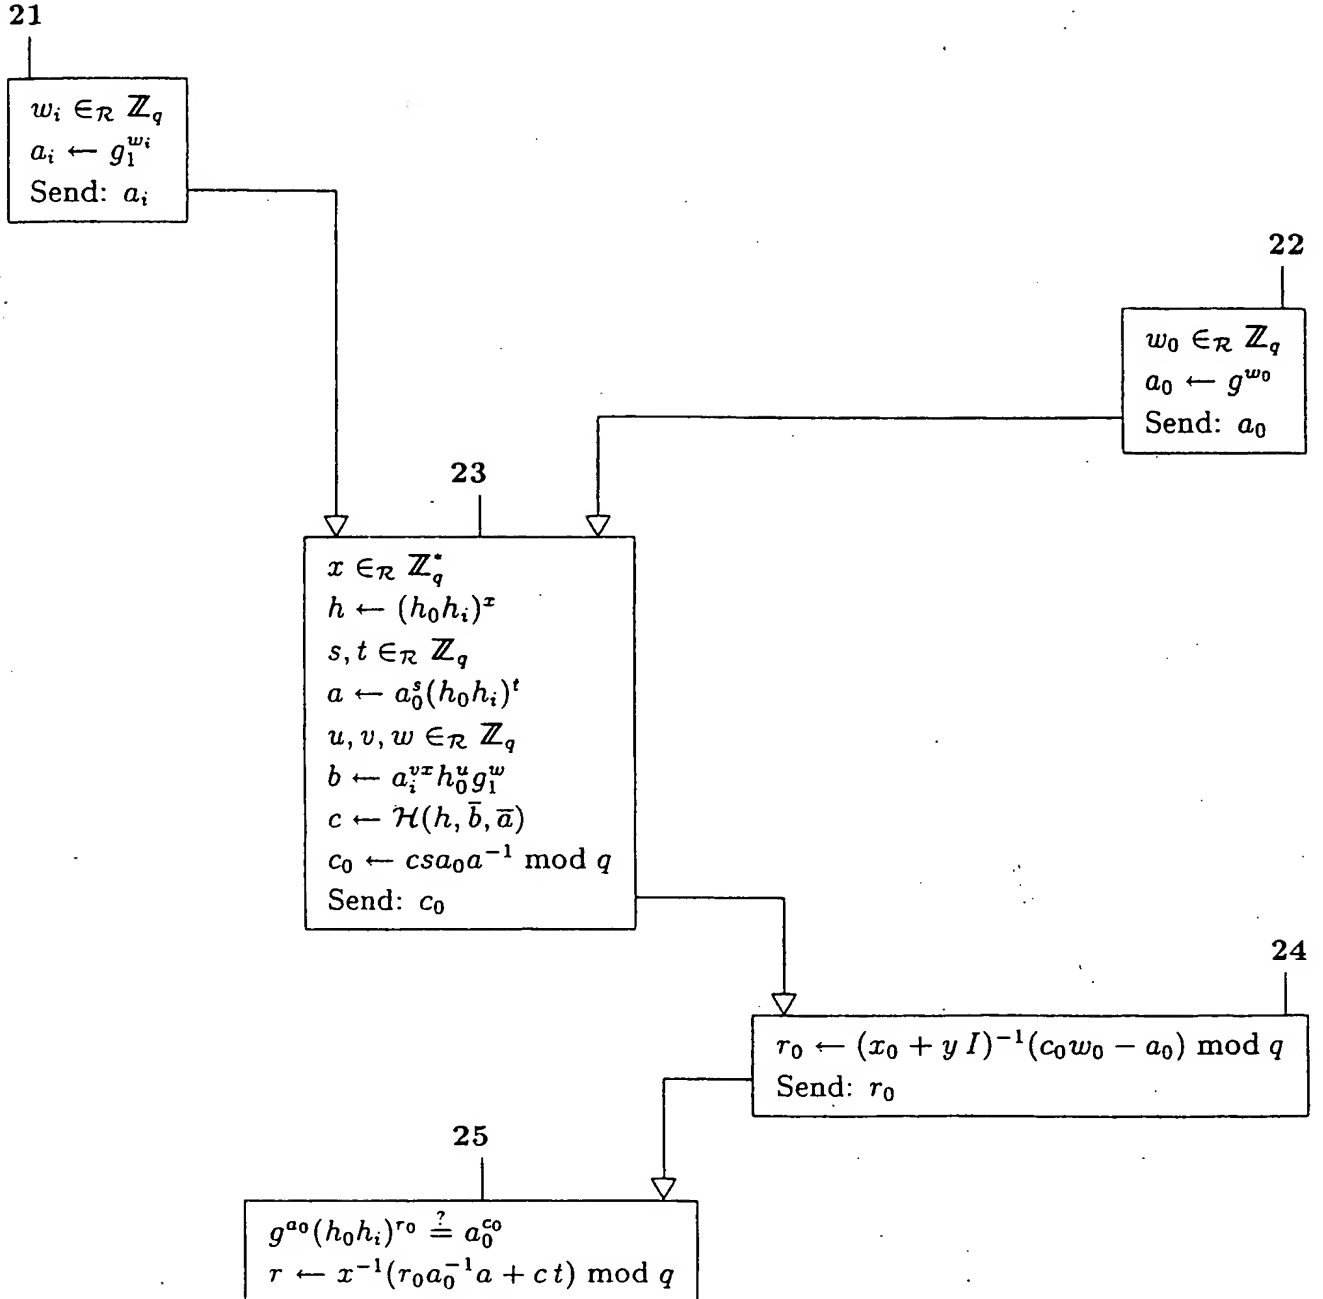 21
w_i ∈_R ℤ_q
a_i ← g_1^{w_i}
Send: a_i
22
w_0 ∈_R ℤ_q
a_0 ← g^{w_0}
Send: a_0
23
x ∈_R ℤ_q^*
h ← (h_0h_i)^x
s, t ∈_R ℤ_q
a ← a_0^s(h_0h_i)^t
u, v, w ∈_R ℤ_q
b ← a_i^{vx}h_0^ug_1^w
c ← ℋ(h, b̄, ā)
c_0 ← csa_0a^{-1} mod q
Send: c_0
24
r_0 ← (x_0 + y I)^{-1}(c_0w_0 − a_0) mod q
Send: r_0
25
g^{a_0}(h_0h_i)^{r_0} ≟ a_0^{c_0}
r ← x^{-1}(r_0a_0^{-1}a + c t) mod q